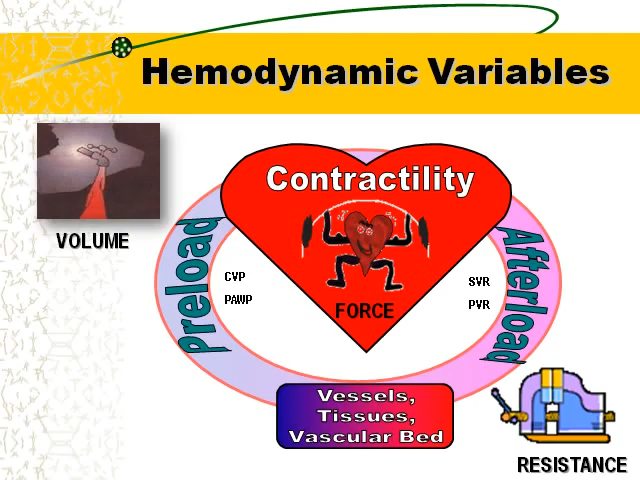 Hemodynamic Variables
Contractility
VOLUME
Preload
Afterload
CVP
PAWP
SVR
PVR
FORCE
Vessels,
Tissues,
Vascular Bed
RESISTANCE